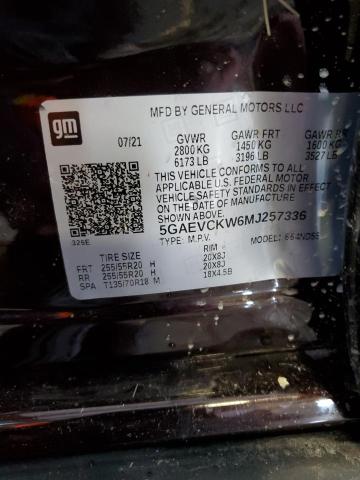 MFD BY GENERAL MOTORS LLC
gm
07/21 GVWR GAWR FRT GAWR RR
2800 KG 1450 KG 1600 KG
6173 LB 3196 LB 3527 LB
THIS VEHICLE CONFORMS TO ALL
APPLICABLE U.S. FEDERAL MOTOR
VEHICLE SAFETY STANDARDS IN EFFECT
ON THE DATE OF MANUFACTURE
5GAEVCKW6MJ257336
325E
TYPE: M.P.V. MODEL:
TIRE SIZE RIM
FRT 255/55R20 H 20X8J
RR 255/55R20 H 20X8J
SPA T135/70R18 M 18X4.5B